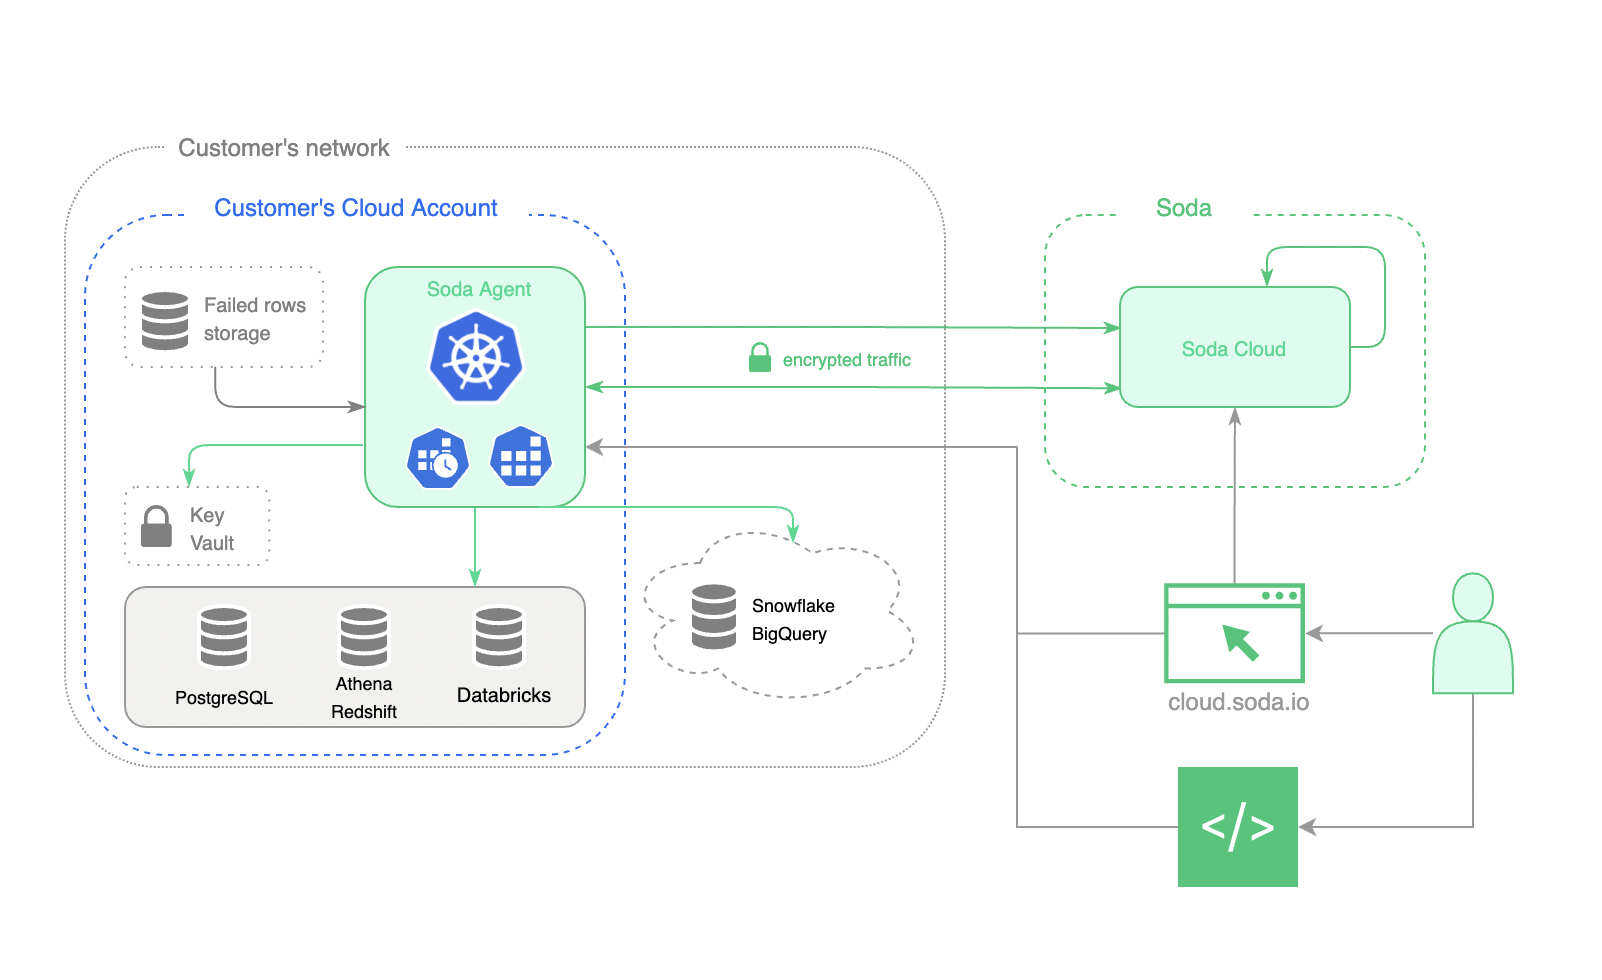 Customer's network
Customer's Cloud Account
Soda
Failed rows
storage
Soda Agent
Soda Cloud
encrypted traffic
Key
Vault
Snowflake
BigQuery
PostgreSQL
Athena
Redshift
Databricks
cloud.soda.io
</>